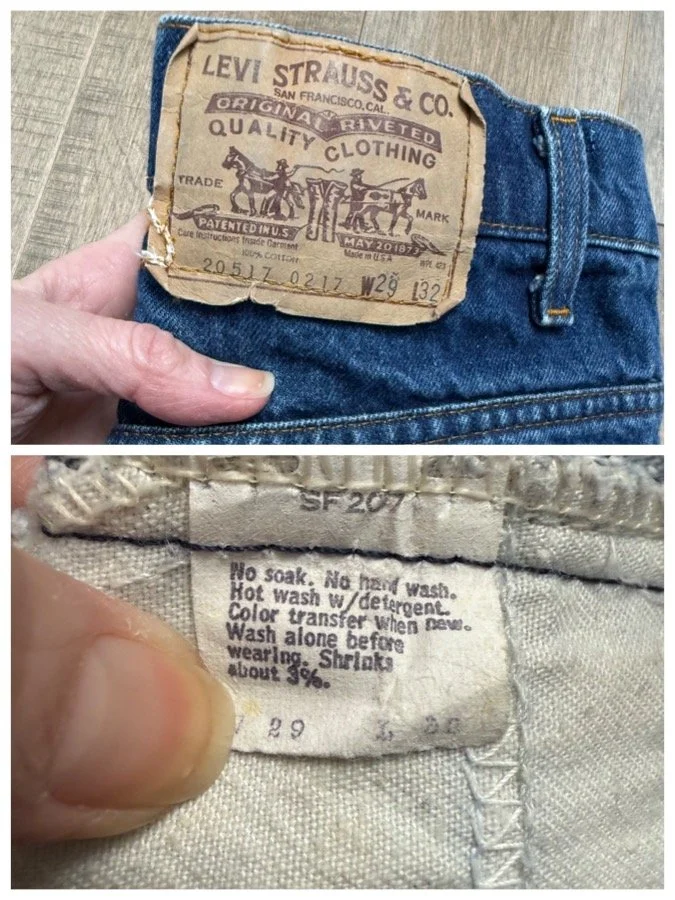 LEVI STRAUSS & CO.
SAN FRANCISCO, CAL.
ORIGINAL RIVETED
QUALITY CLOTHING
TRADE MARK
PATENTED IN U.S. MAY 20 1873
Care Instructions Inside Garment Made in U.S.A
100% COTTON
20517 0217 W29 L32
SF 207
No soak. No hand wash.
Hot wash w/detergent.
Color transfer when new.
Wash alone before
wearing. Shrinks
about 3%.
29 L